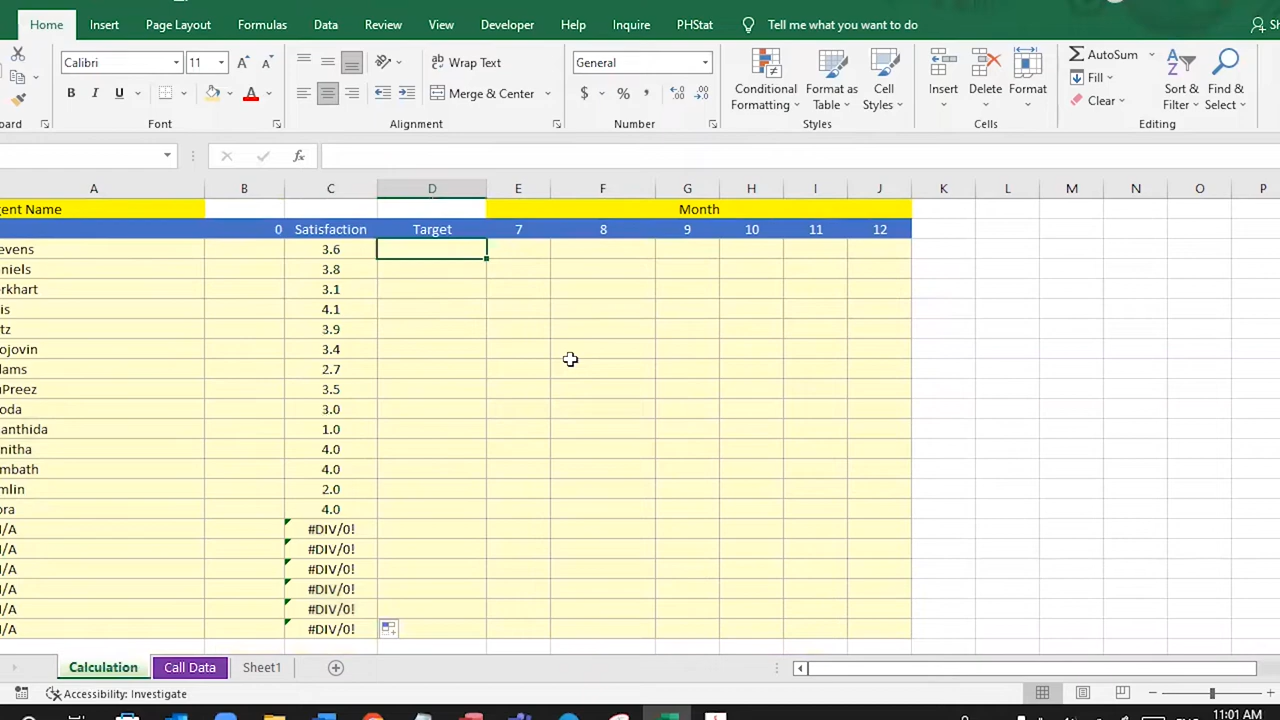 Home Insert Page Layout Formulas Data Review View Developer Help Inquire PHStat Tell me what you want to do
Calibri 11 Wrap Text General AutoSum
Fill
Merge & Center Conditional Formatting Format as Table Cell Styles Insert Delete Format Clear Sort & Filter Find & Select
Font Alignment Number Styles Cells Editing
A B C D E F G H I J K L M N O P
gent Name Month
0 Satisfaction Target 7 8 9 10 11 12
evens 3.6
niels 3.8
rkhart 3.1
is 4.1
tz 3.9
ojovin 3.4
lams 2.7
Preez 3.5
oda 3.0
anthida 1.0
nitha 4.0
mbath 4.0
mlin 2.0
ora 4.0
/A #DIV/0!
/A #DIV/0!
/A #DIV/0!
/A #DIV/0!
/A #DIV/0!
/A #DIV/0!
Calculation Call Data Sheet1
Accessibility: Investigate
11:01 AM